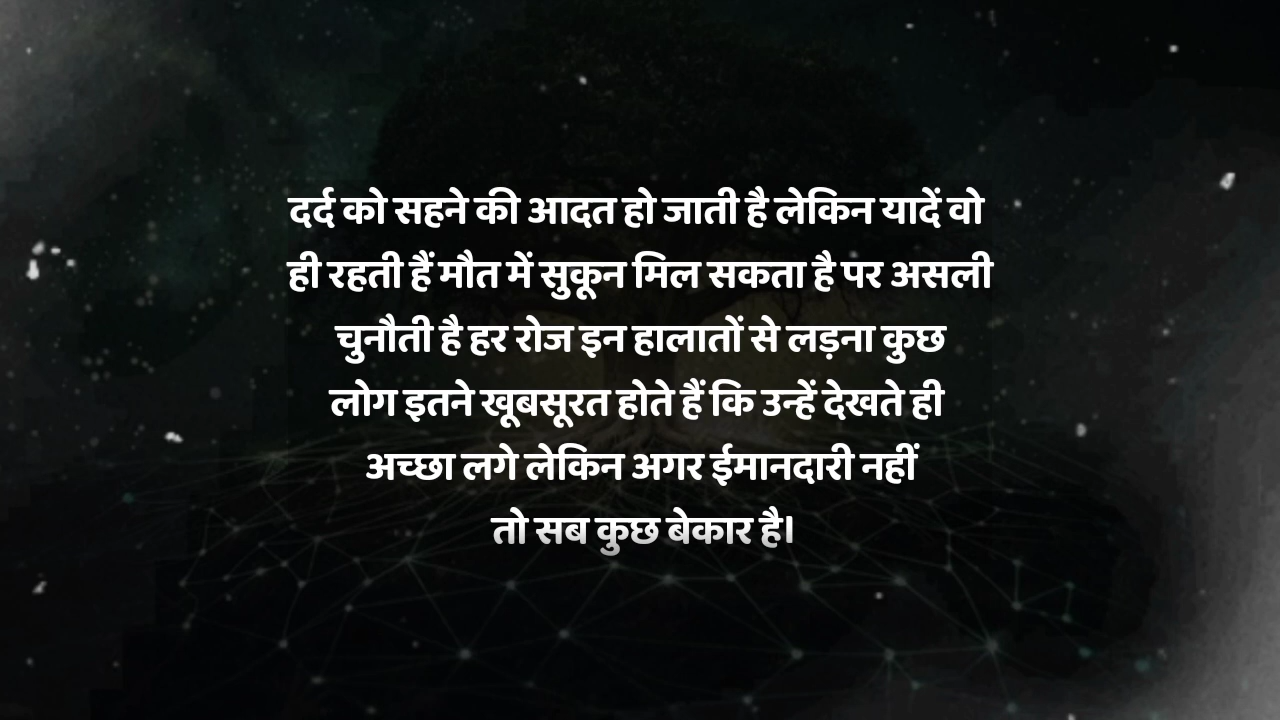 दर्द को सहने की आदत हो जाती है लेकिन यादें वो
ही रहती हैं मौत में सुकून मिल सकता है पर असली
चुनौती है हर रोज इन हालातों से लड़ना कुछ
लोग इतने खूबसूरत होते हैं कि उन्हें देखते ही
अच्छा लगे लेकिन अगर ईमानदारी नहीं
तो सब कुछ बेकार है।